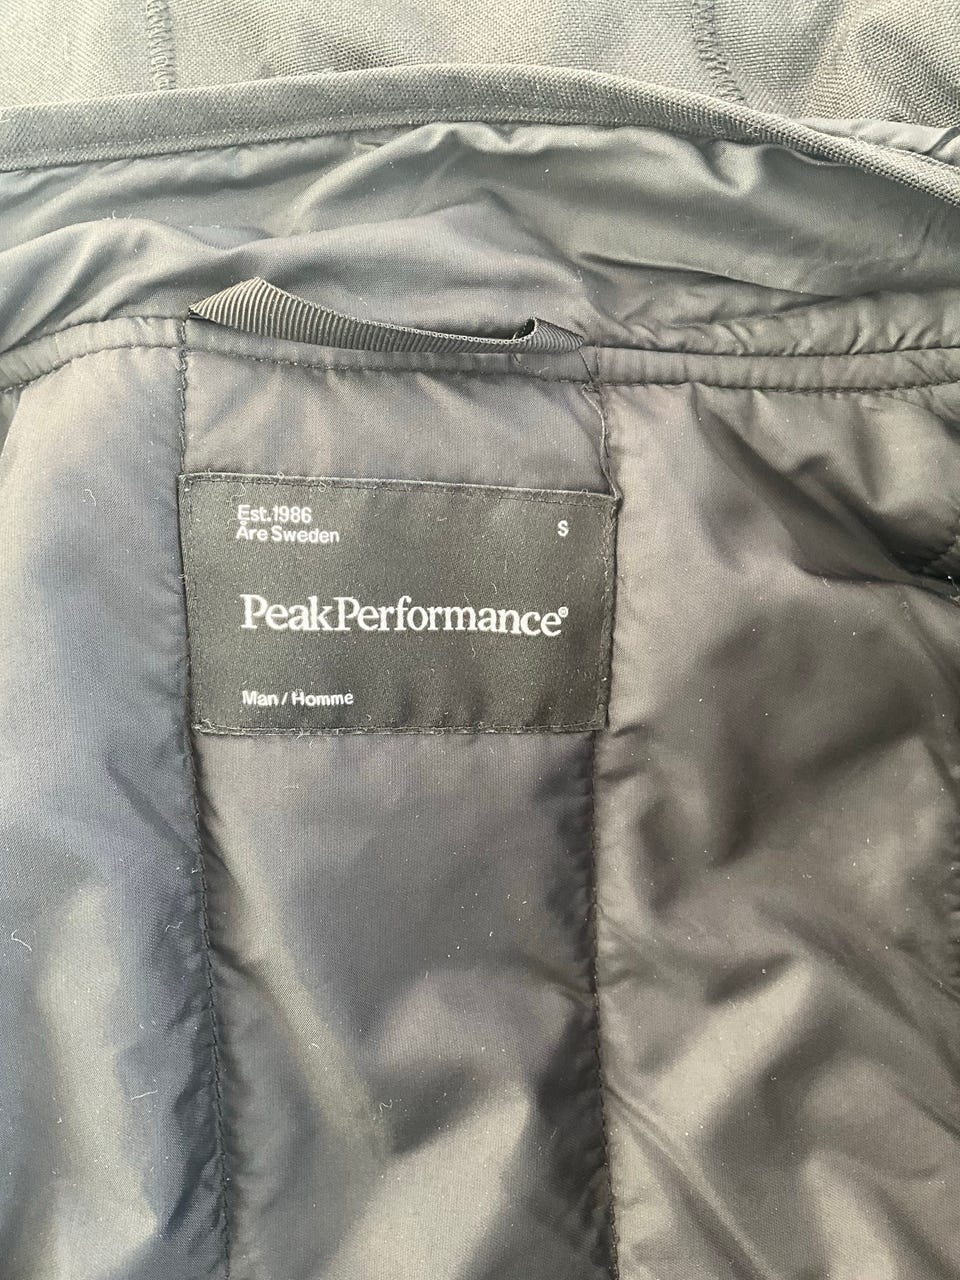 Est.1986
Åre Sweden
S
PeakPerformance®
Man / Homme